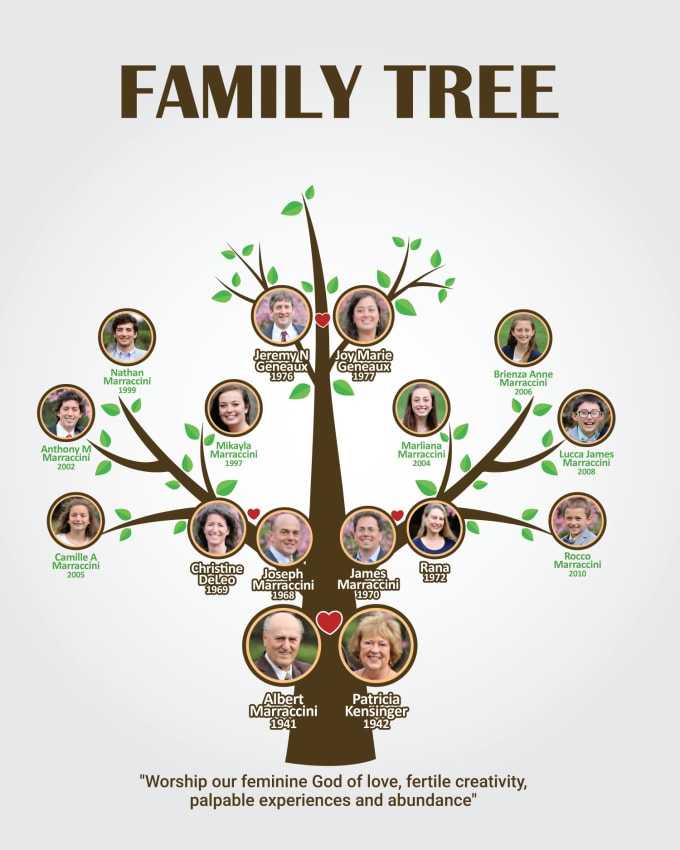 FAMILY TREE
Jeremy N
Geneaux
1976
Joy Marie
Geneaux
1977
Nathan
Marraccini
1999
Brienza Anne
Marraccini
2006
Anthony M
Marraccini
2002
Mikayla
Marraccini
1997
Marliana
Marraccini
2004
Lucca James
Marraccini
2008
Camille A
Marraccini
2005
Christine
DeLeo
1969
Joseph
Marraccini
1968
James
Marraccini
1970
Rana
1972
Rocco
Marraccini
2010
Albert
Marraccini
1941
Patricia
Kensinger
1942
"Worship our feminine God of love, fertile creativity,
palpable experiences and abundance"